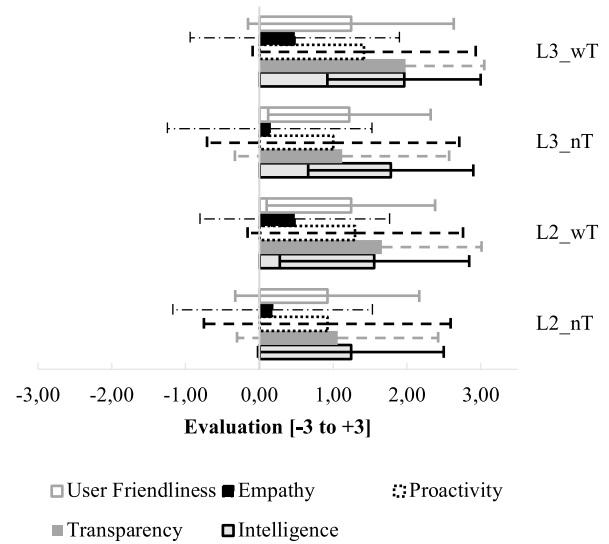 L3_wT
L3_nT
L2_wT
L2_nT
-3,00 -2,00 -1,00 0,00 1,00 2,00 3,00
Evaluation [-3 to +3]
User Friendliness Empathy Proactivity
Transparency Intelligence